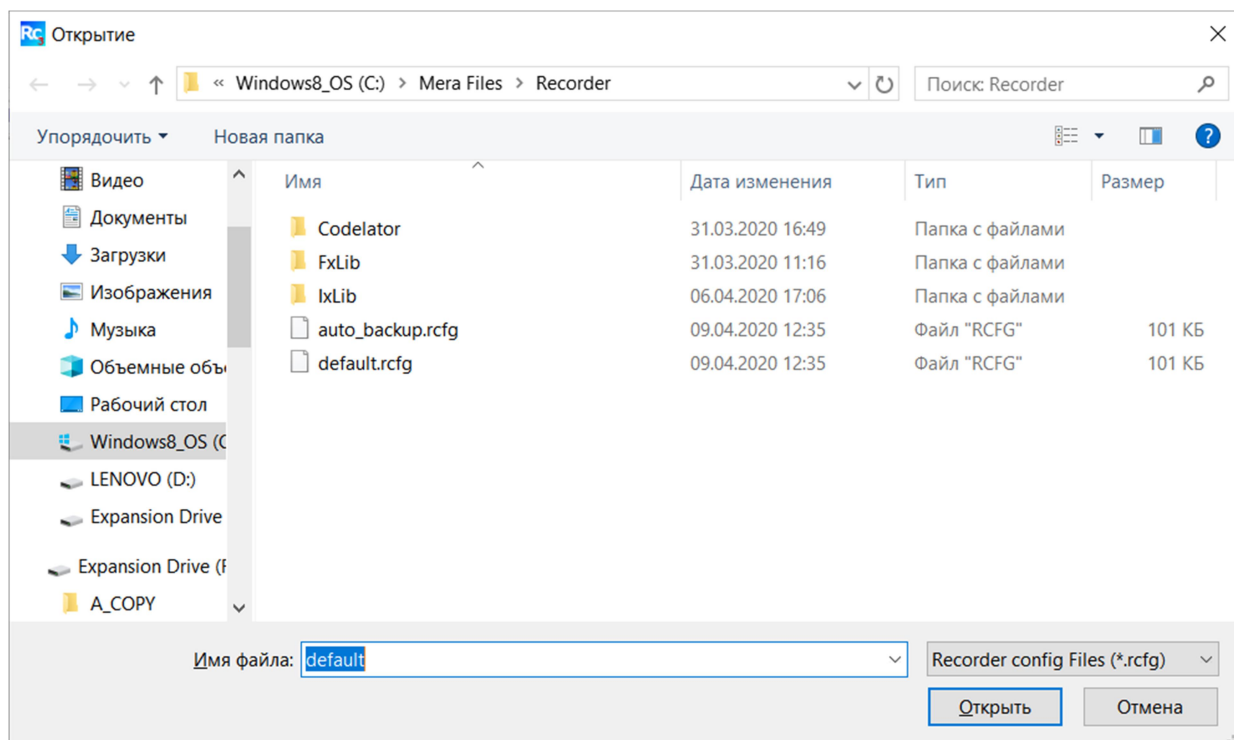 Rc Открытие
« Windows8_OS (C:) > Mera Files > Recorder Поиск: Recorder
Упорядочить Новая папка ?
Имя Дата изменения Тип Размер
Видео
Документы
Загрузки
Изображения
Музыка
Объемные объ
Рабочий стол
Windows8_OS (C
LENOVO (D:)
Expansion Drive
Expansion Drive (F
A_COPY
Codelator 31.03.2020 16:49 Папка с файлами
FxLib 31.03.2020 11:16 Папка с файлами
IxLib 06.04.2020 17:06 Папка с файлами
auto_backup.rcfg 09.04.2020 12:35 Файл "RCFG" 101 КБ
default.rcfg 09.04.2020 12:35 Файл "RCFG" 101 КБ
Имя файла: default Recorder config Files (*.rcfg)
Открыть Отмена